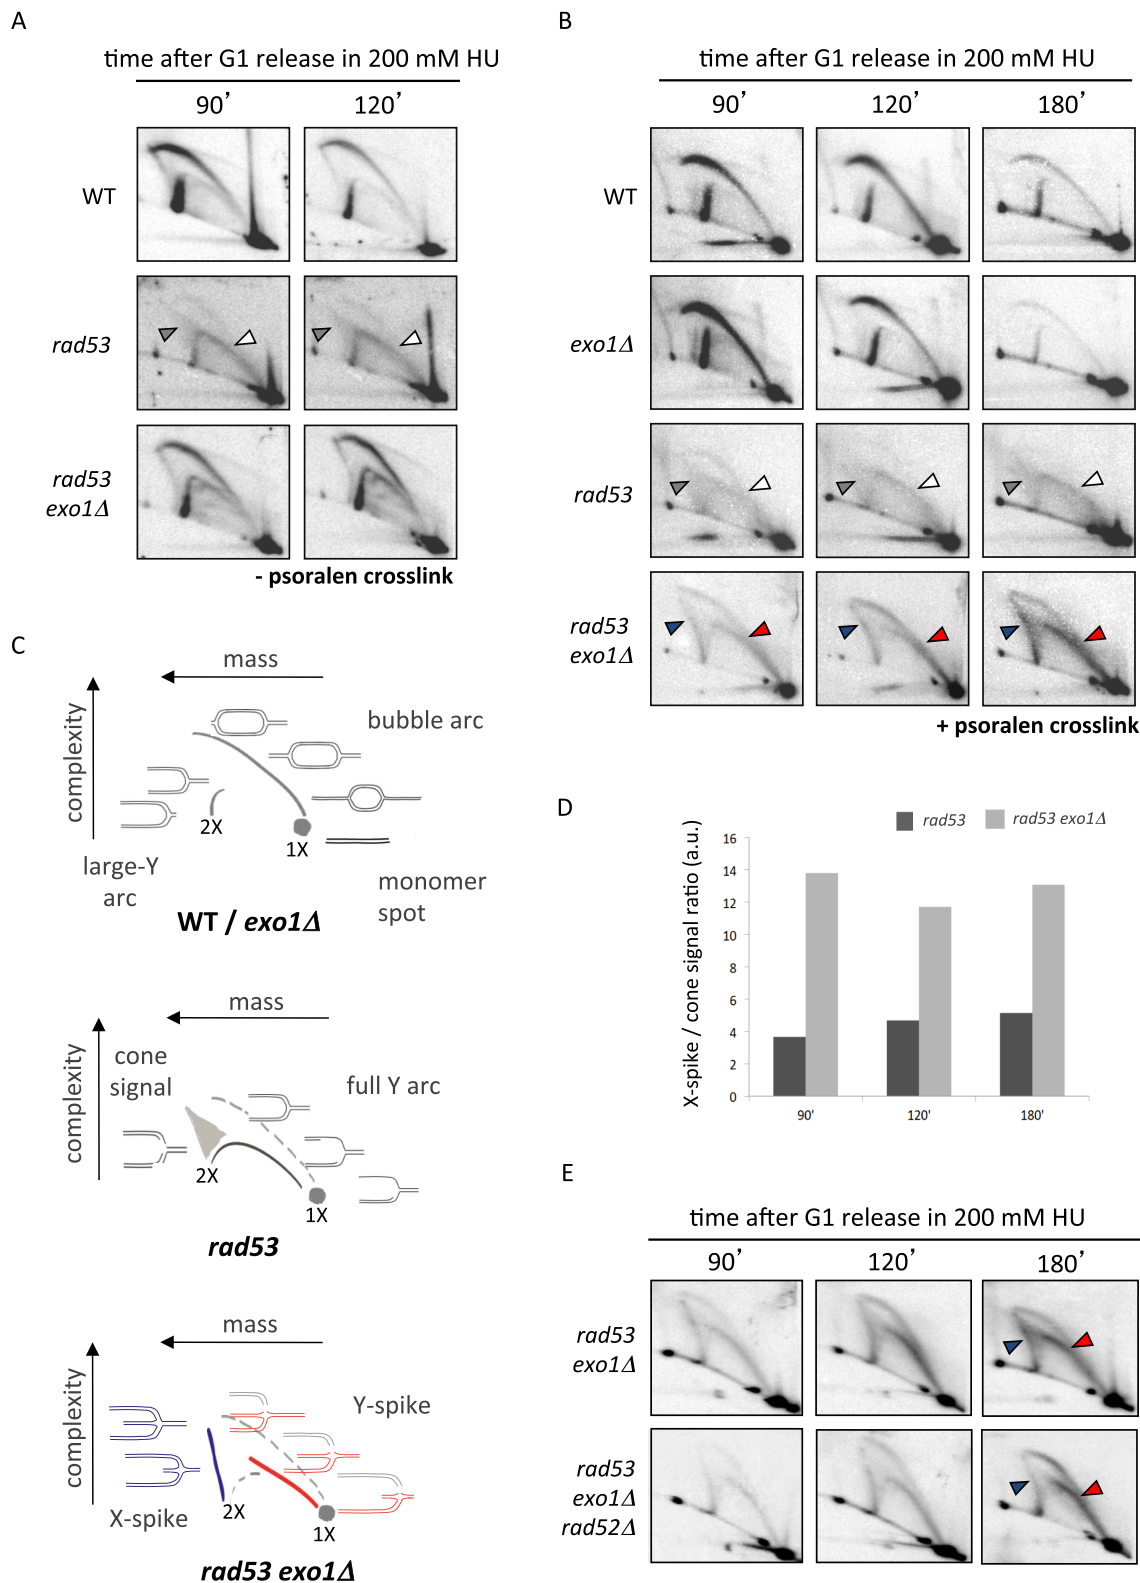 A
time after G1 release in 200 mM HU
90’
120’
WT
rad53
rad53
exo1Δ
- psoralen crosslink
B
time after G1 release in 200 mM HU
90’
120’
180’
WT
exo1Δ
rad53
rad53
exo1Δ
+ psoralen crosslink
C
mass
complexity
bubble arc
2X
1X
large-Y
arc
monomer
spot
WT / exo1Δ
mass
complexity
cone
signal
full Y arc
2X
1X
rad53
mass
complexity
Y-spike
X-spike
2X
1X
rad53 exo1Δ
D
rad53
rad53 exo1Δ
X-spike / cone signal ratio (a.u.)
16
14
12
10
8
6
4
2
0
90'
120'
180'
E
time after G1 release in 200 mM HU
90’
120’
180’
rad53
exo1Δ
rad53
exo1Δ
rad52Δ